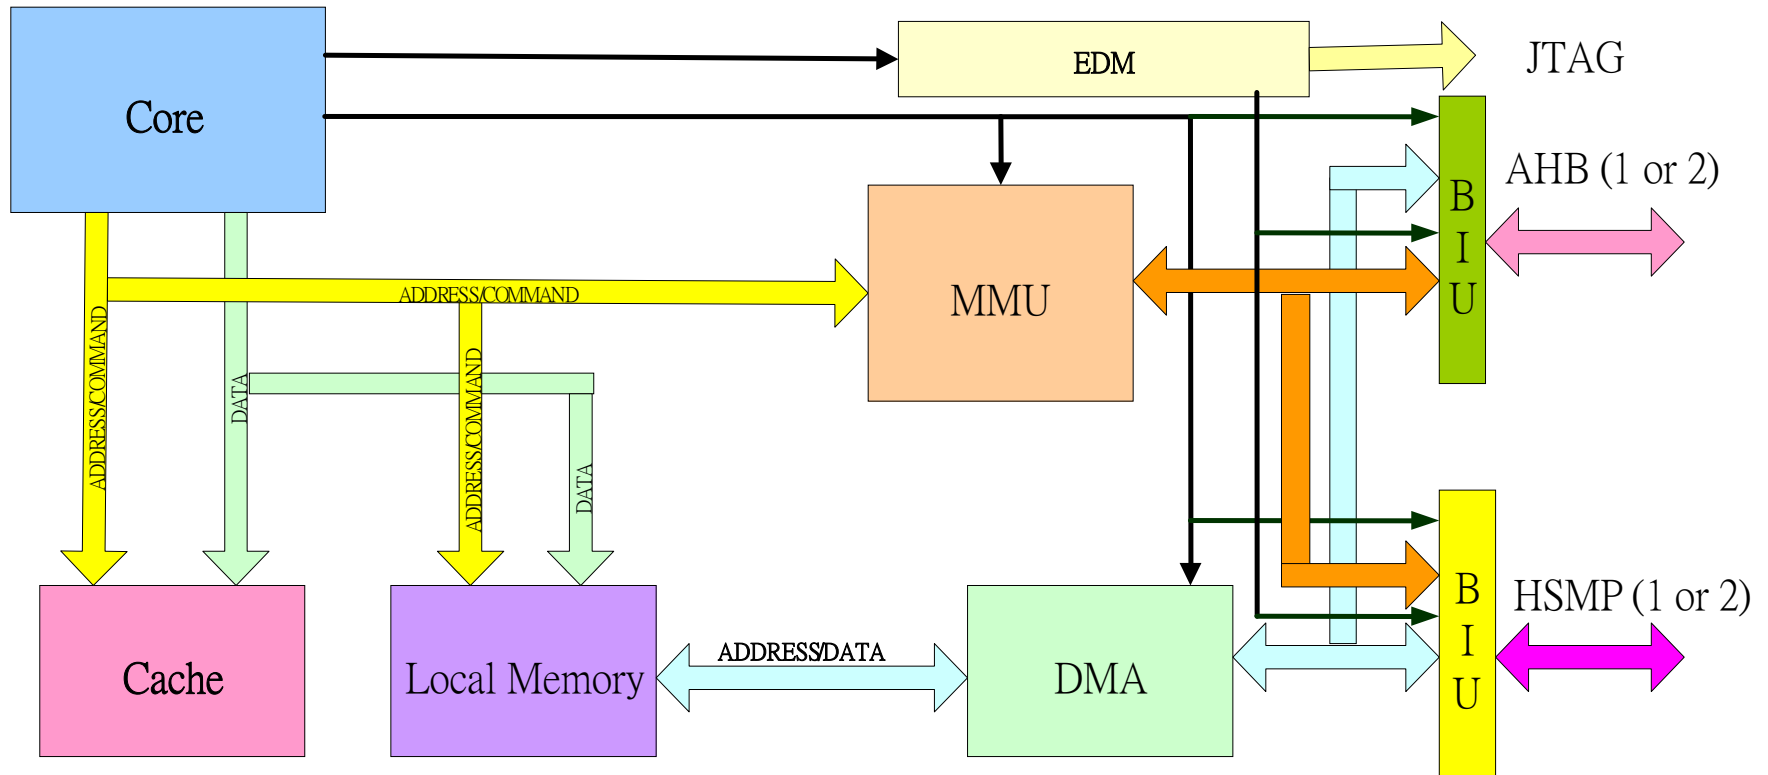 Core
EDM
JTAG
AHB (1 or 2)
B
I
U
MMU
ADDRESS/COMMAND
ADDRESS/COMMAND
DATA
ADDRESS/COMMAND
DATA
B
I
U
HSMP (1 or 2)
ADDRESS/DATA
Cache
Local Memory
DMA